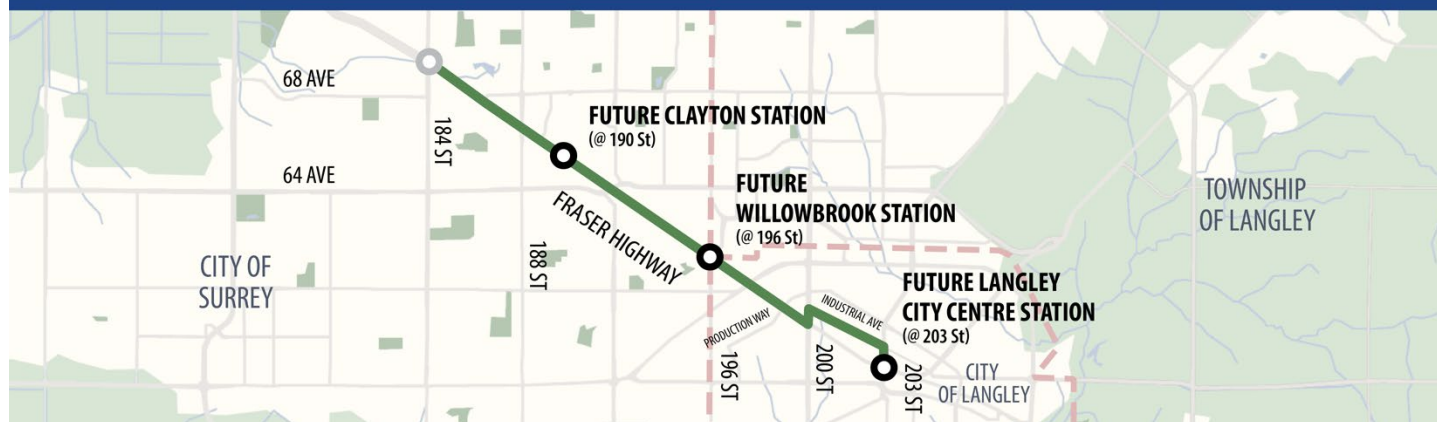 68 AVE
184 ST
FUTURE CLAYTON STATION
(@ 190 St)
64 AVE
FUTURE
WILLOWBROOK STATION
(@ 196 St)
TOWNSHIP
OF LANGLEY
FRASER HIGHWAY
188 ST
CITY OF
SURREY
FUTURE LANGLEY
CITY CENTRE STATION
(@ 203 St)
INDUSTRIAL AVE
PRODUCTION WAY
196 ST
200 ST
203 ST
CITY
OF LANGLEY